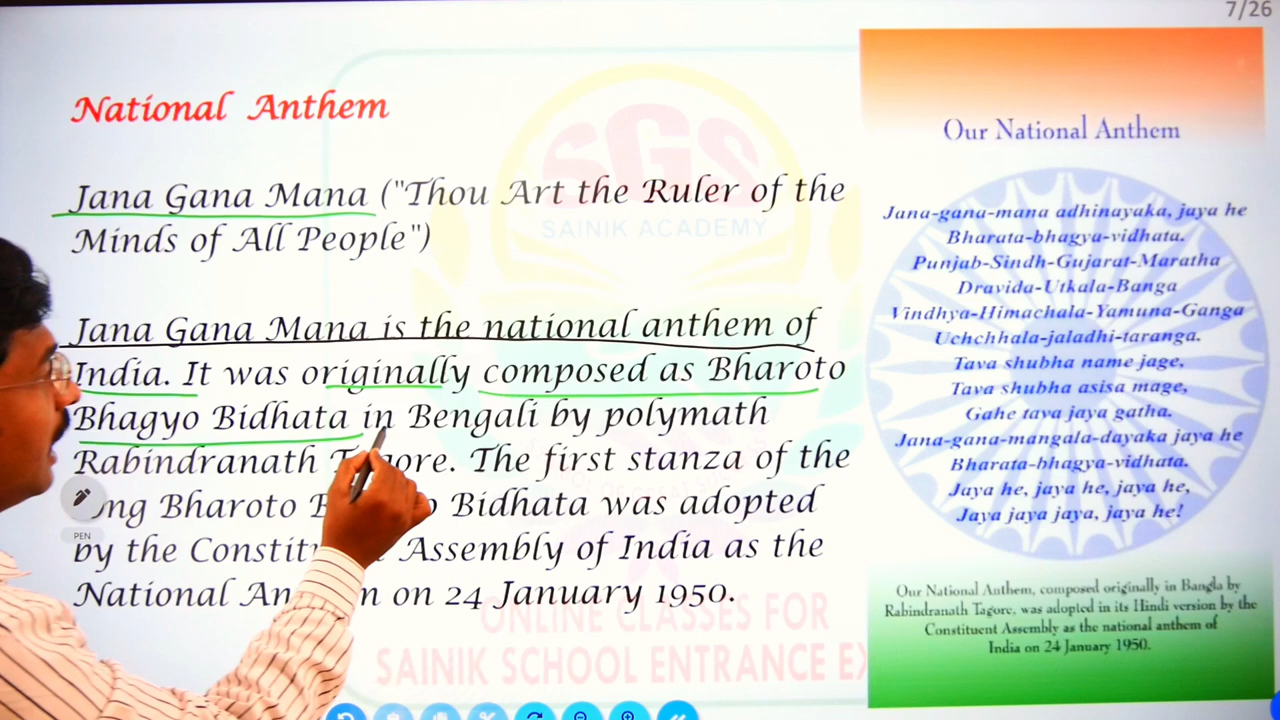 7/26
National Anthem
Jana Gana Mana ("Thou Art the Ruler of the
Minds of All People")
Jana Gana Mana is the national anthem of
India. It was originally composed as Bharoto
Bhagyo Bidhata in Bengali by polymath
Rabindranath Tagore. The first stanza of the
Bharoto Bidhata was adopted
by the Assembly of India as the
National on 24 January 1950.
PEN
SGS
SAINIK ACADEMY
ONLINE CLASSES FOR
SAINIK SCHOOL ENTRANCE
Our National Anthem
Jana-gana-mana adhinayaka, jaya he
Bharata-bhagya-vidhata.
Punjab-Sindh-Gujarat-Maratha
Dravida-Utkala-Banga
Vindhya-Himachala-Yamuna-Ganga
Uchchhala-jaladhi-taranga.
Tava shubha name jage,
Tava shubha asisa mage,
Gahe tava jaya gatha.
Jana-gana-mangala-dayaka jaya he
Bharata-bhagya-vidhata.
Jaya he, jaya he, jaya he,
Jaya jaya jaya, jaya he!
Our National Anthem, composed originally in Bangla by
Rabindranath Tagore, was adopted in its Hindi version by the
Constituent Assembly as the national anthem of
India on 24 January 1950.